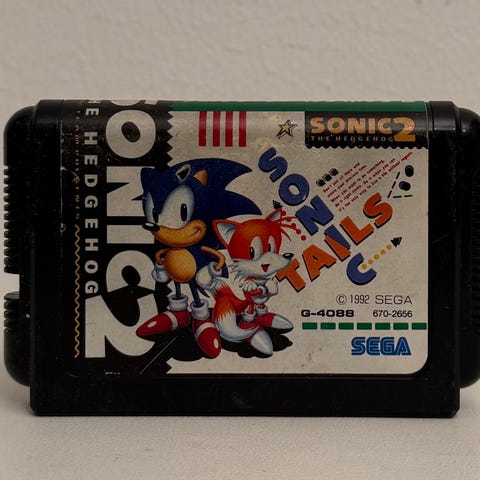 SONIC 2
THE HEDGEHOG
SONIC 2
THE HEDGEHOG
SONIC
TAILS
© 1992 SEGA
G-4088 670-2656
SEGA